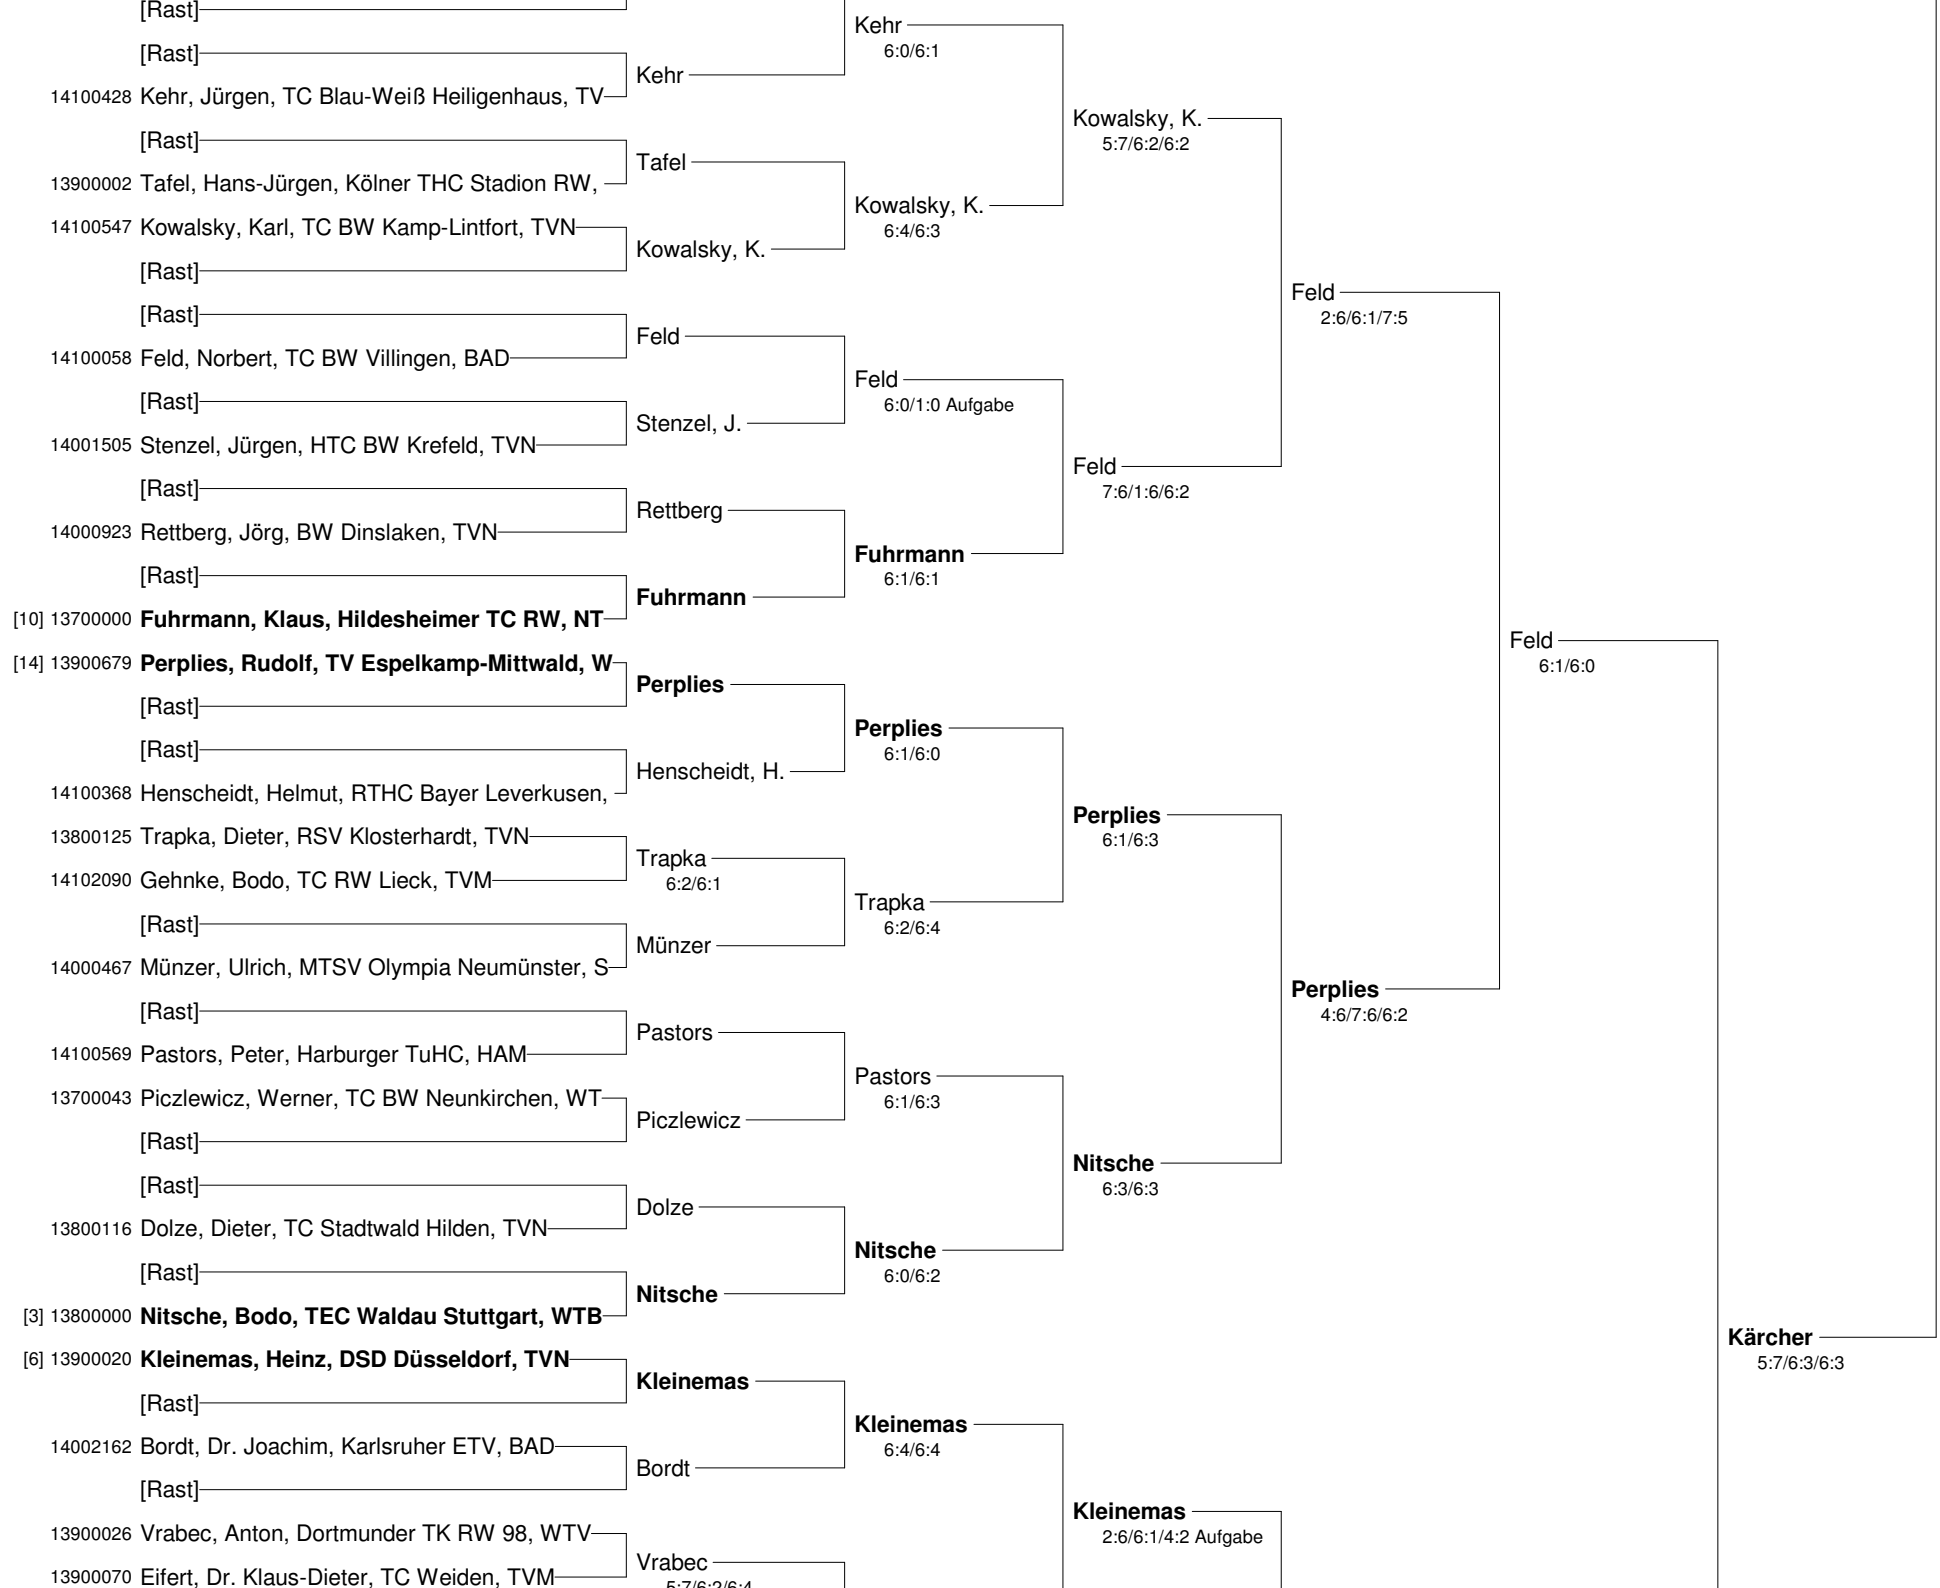 [Rast]
Kehr
6:0/6:1
[Rast]
Kehr
14100428 Kehr, Jürgen, TC Blau-Weiß Heiligenhaus, TV
Kowalsky, K.
5:7/6:2/6:2
[Rast]
Tafel
13900002 Tafel, Hans-Jürgen, Kölner THC Stadion RW,
Kowalsky, K.
6:4/6:3
14100547 Kowalsky, Karl, TC BW Kamp-Lintfort, TVN
Kowalsky, K.
[Rast]
Feld
2:6/6:1/7:5
[Rast]
Feld
14100058 Feld, Norbert, TC BW Villingen, BAD
Feld
6:0/1:0 Aufgabe
[Rast]
Stenzel, J.
14001505 Stenzel, Jürgen, HTC BW Krefeld, TVN
Feld
7:6/1:6/6:2
[Rast]
Rettberg
14000923 Rettberg, Jörg, BW Dinslaken, TVN
Fuhrmann
6:1/6:1
[Rast]
Fuhrmann
[10] 13700000 Fuhrmann, Klaus, Hildesheimer TC RW, NT
Feld
6:1/6:0
[14] 13900679 Perplies, Rudolf, TV Espelkamp-Mittwald, W
Perplies
[Rast]
Perplies
6:1/6:0
[Rast]
Henscheidt, H.
14100368 Henscheidt, Helmut, RTHC Bayer Leverkusen,
Perplies
6:1/6:3
13800125 Trapka, Dieter, RSV Klosterhardt, TVN
Trapka
6:2/6:1
14102090 Gehnke, Bodo, TC RW Lieck, TVM
Trapka
6:2/6:4
[Rast]
Münzer
14000467 Münzer, Ulrich, MTSV Olympia Neumünster, S
Perplies
4:6/7:6/6:2
[Rast]
Pastors
14100569 Pastors, Peter, Harburger TuHC, HAM
Pastors
6:1/6:3
13700043 Piczlewicz, Werner, TC BW Neunkirchen, WT
Piczlewicz
[Rast]
Nitsche
6:3/6:3
[Rast]
Dolze
13800116 Dolze, Dieter, TC Stadtwald Hilden, TVN
Nitsche
6:0/6:2
[Rast]
Nitsche
[3] 13800000 Nitsche, Bodo, TEC Waldau Stuttgart, WTB
Kärcher
5:7/6:3/6:3
[6] 13900020 Kleinemas, Heinz, DSD Düsseldorf, TVN
Kleinemas
[Rast]
Kleinemas
6:4/6:4
14002162 Bordt, Dr. Joachim, Karlsruher ETV, BAD
Bordt
[Rast]
Kleinemas
2:6/6:1/4:2 Aufgabe
13900026 Vrabec, Anton, Dortmunder TK RW 98, WTV
Vrabec
5:7/6:2/6:4
13900070 Eifert, Dr. Klaus-Dieter, TC Weiden, TVM